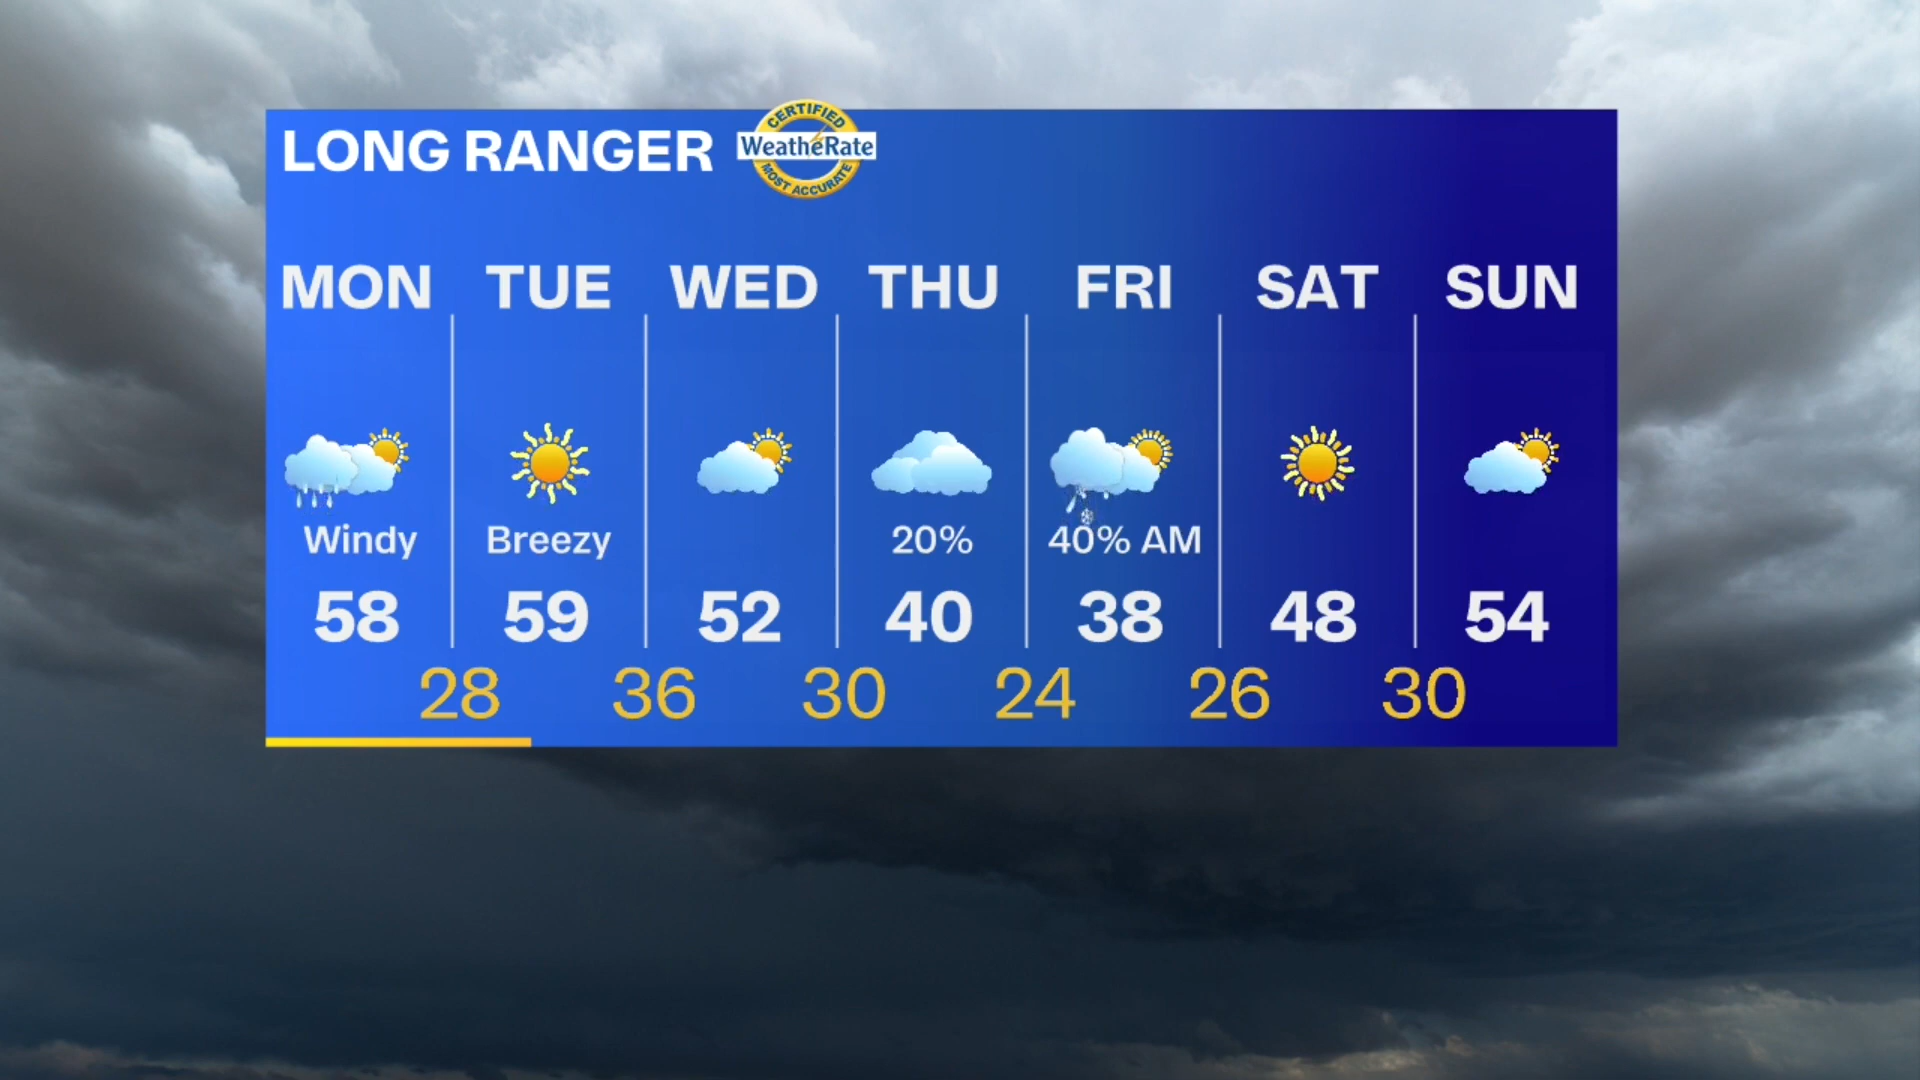 LONG RANGER
CERTIFIED
WeatheRate
MOST ACCURATE
MON TUE WED THU FRI SAT SUN
Windy Breezy 20% 40% AM
58 59 52 40 38 48 54
28 36 30 24 26 30